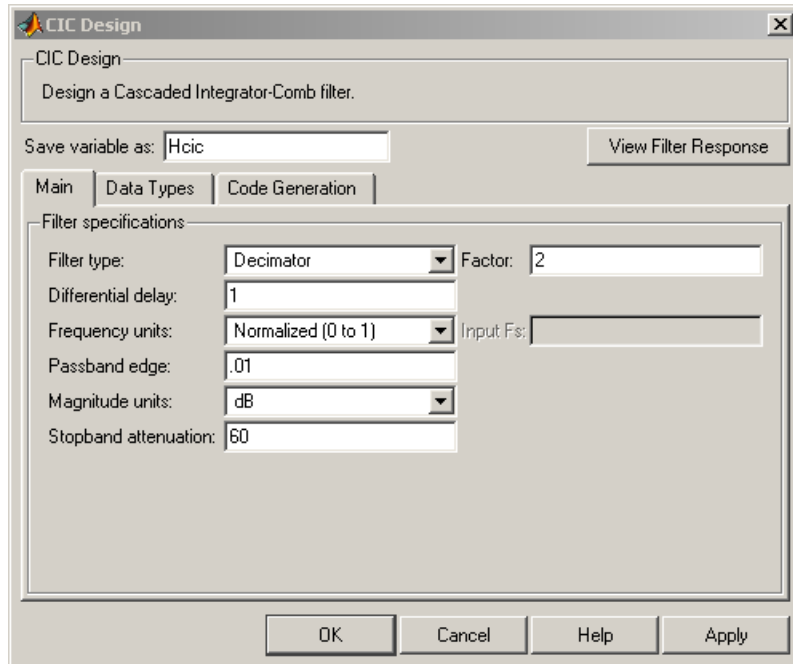 CIC Design
CIC Design
Design a Cascaded Integrator-Comb filter.
Save variable as: Hcic View Filter Response
Main Data Types Code Generation
Filter specifications
Filter type: Decimator Factor: 2
Differential delay: 1
Frequency units: Normalized (0 to 1) Input Fs:
Passband edge: .01
Magnitude units: dB
Stopband attenuation: 60
OK Cancel Help Apply